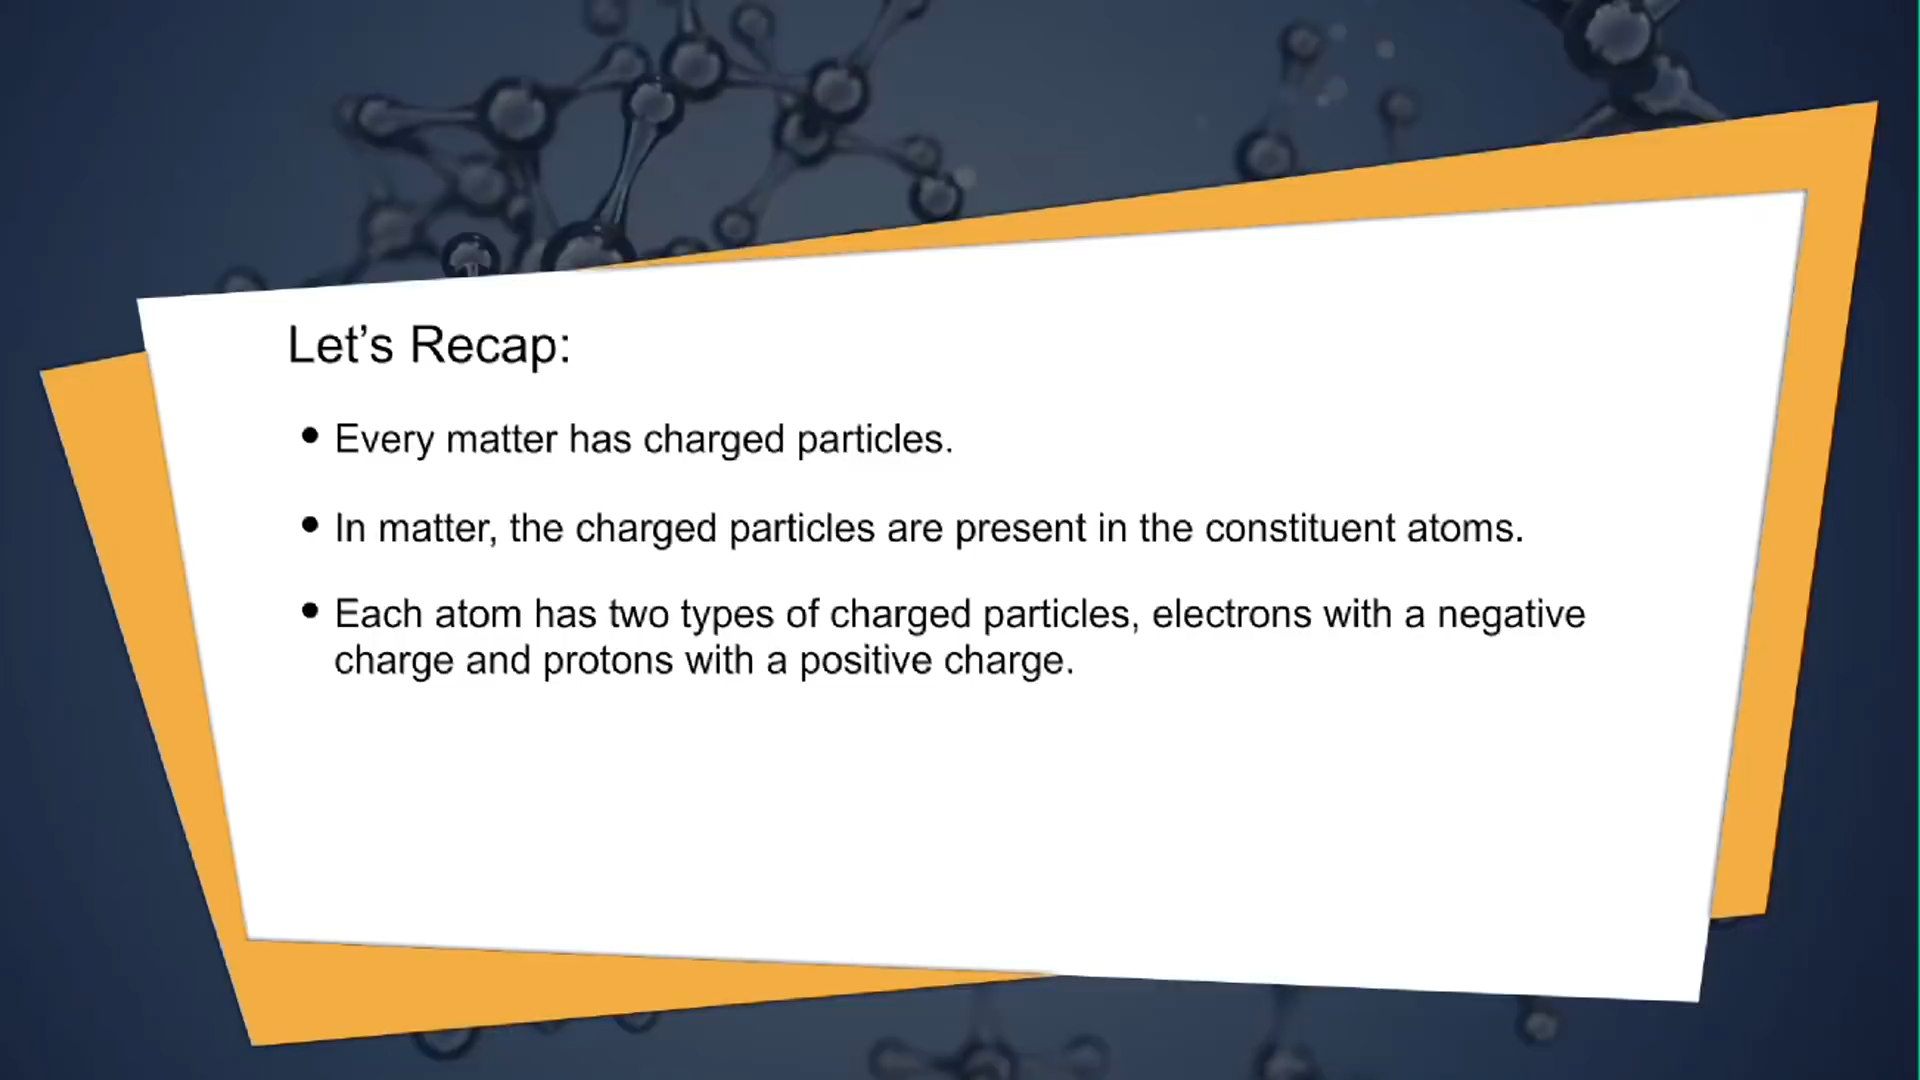 Let’s Recap:
• Every matter has charged particles.
• In matter, the charged particles are present in the constituent atoms.
• Each atom has two types of charged particles, electrons with a negative
charge and protons with a positive charge.